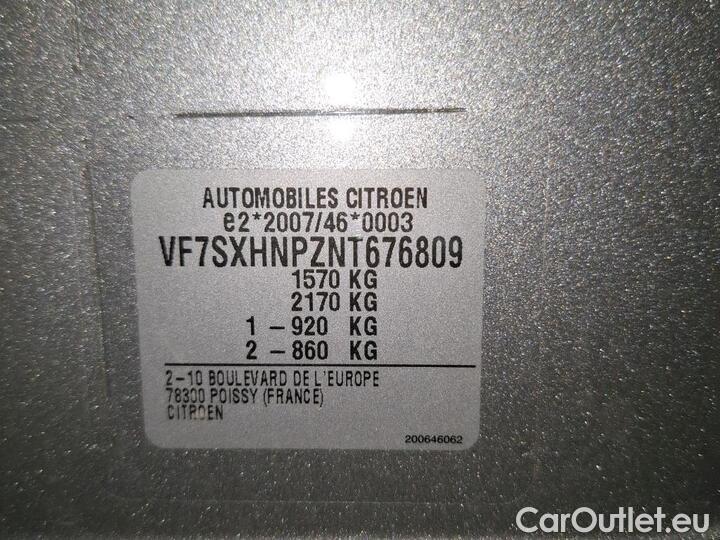 AUTOMOBILES CITROEN
e2*2007/46*0003
VF7SXHNPZNT676809
1570 KG
2170 KG
1 – 920 KG
2 – 860 KG
2–10 BOULEVARD DE L'EUROPE
78300 POISSY (FRANCE)
CITROEN
200646062
CarOutlet.eu